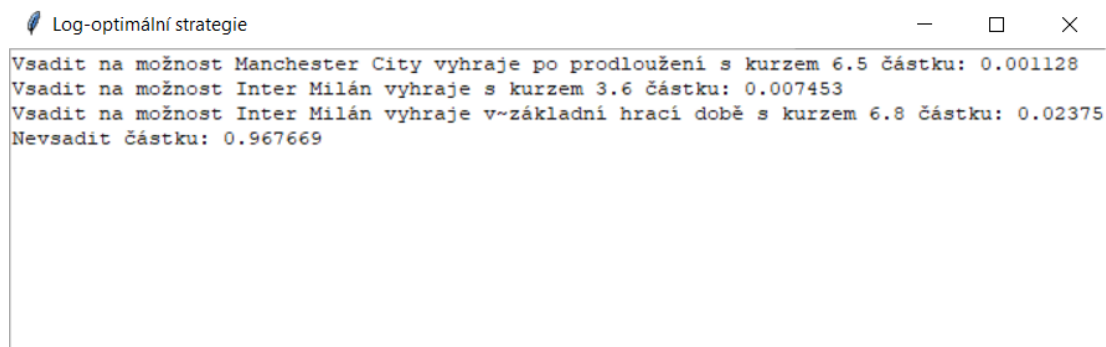 Log-optimální strategie
Vsadit na možnost Manchester City vyhraje po prodloužení s kurzem 6.5 částku: 0.001128
Vsadit na možnost Inter Milán vyhraje s kurzem 3.6 částku: 0.007453
Vsadit na možnost Inter Milán vyhraje v~základní hrací době s kurzem 6.8 částku: 0.02375
Nevsadit částku: 0.967669